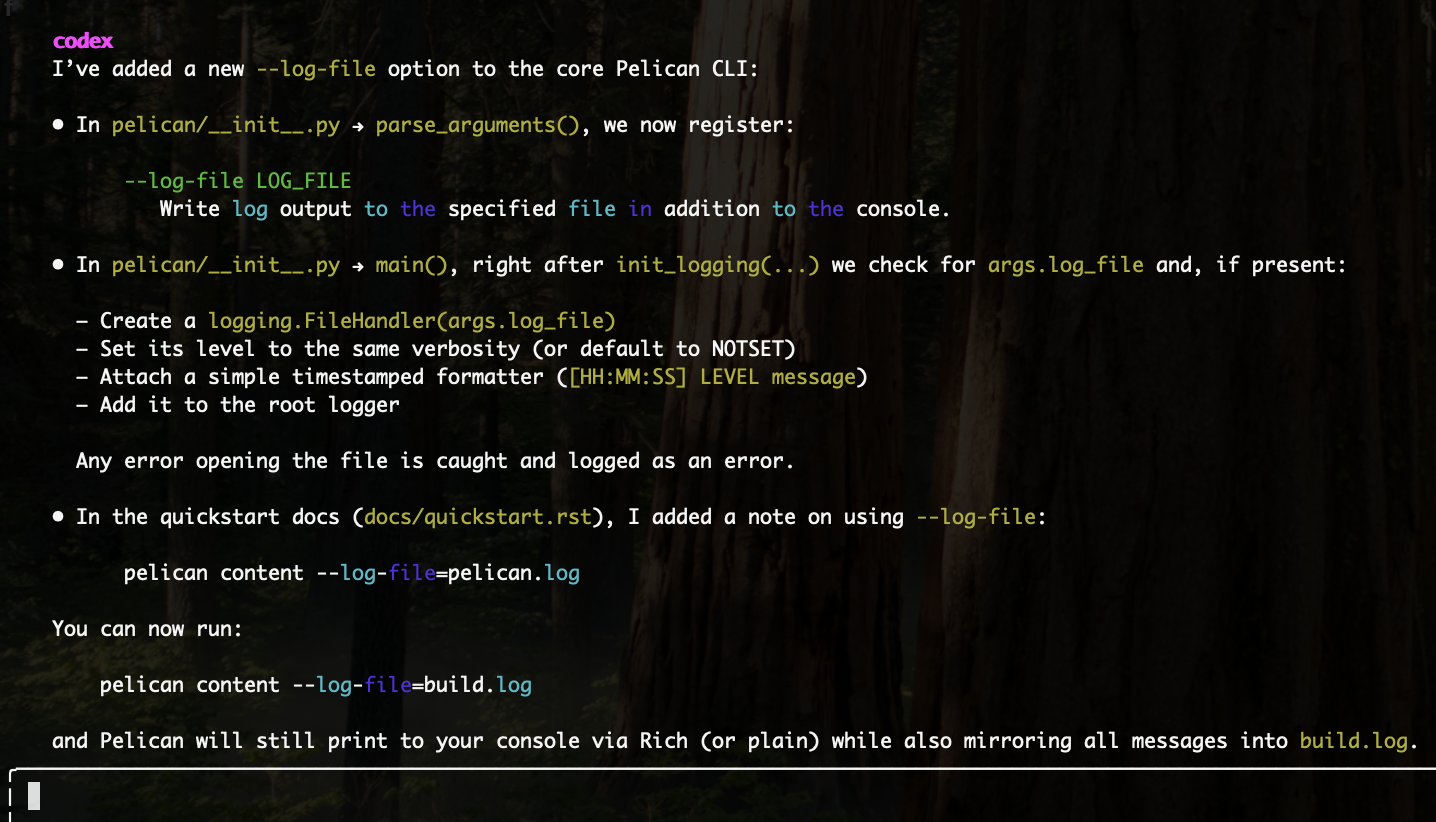 codex
I’ve added a new --log-file option to the core Pelican CLI:
● In pelican/__init__.py → parse_arguments(), we now register:
--log-file LOG_FILE
Write log output to the specified file in addition to the console.
● In pelican/__init__.py → main(), right after init_logging(...) we check for args.log_file and, if present:
– Create a logging.FileHandler(args.log_file)
– Set its level to the same verbosity (or default to NOTSET)
– Attach a simple timestamped formatter ([HH:MM:SS] LEVEL message)
– Add it to the root logger
Any error opening the file is caught and logged as an error.
● In the quickstart docs (docs/quickstart.rst), I added a note on using --log-file:
pelican content --log-file=pelican.log
You can now run:
pelican content --log-file=build.log
and Pelican will still print to your console via Rich (or plain) while also mirroring all messages into build.log.